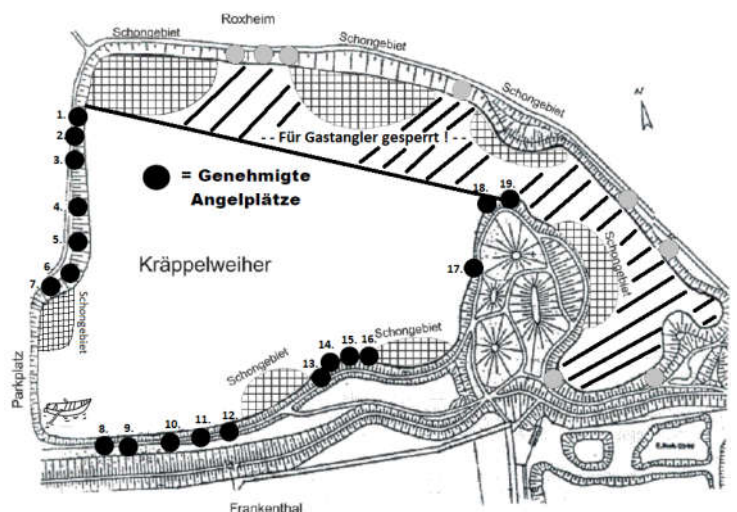 Roxheim
Schongebiet
Schongebiet
Schongebiet
N
- - Für Gastangler gesperrt ! - -
1.
2.
3.
4.
5.
6.
7.
= Genehmigte
Angelplätze
18.
19.
17.
Kräppelweiher
Schongebiet
Schongebiet
Parkplatz
14.
15.
16.
Schongebiet
13.
Schongebiet
8.
9.
10.
11.
12.
Frankenthal